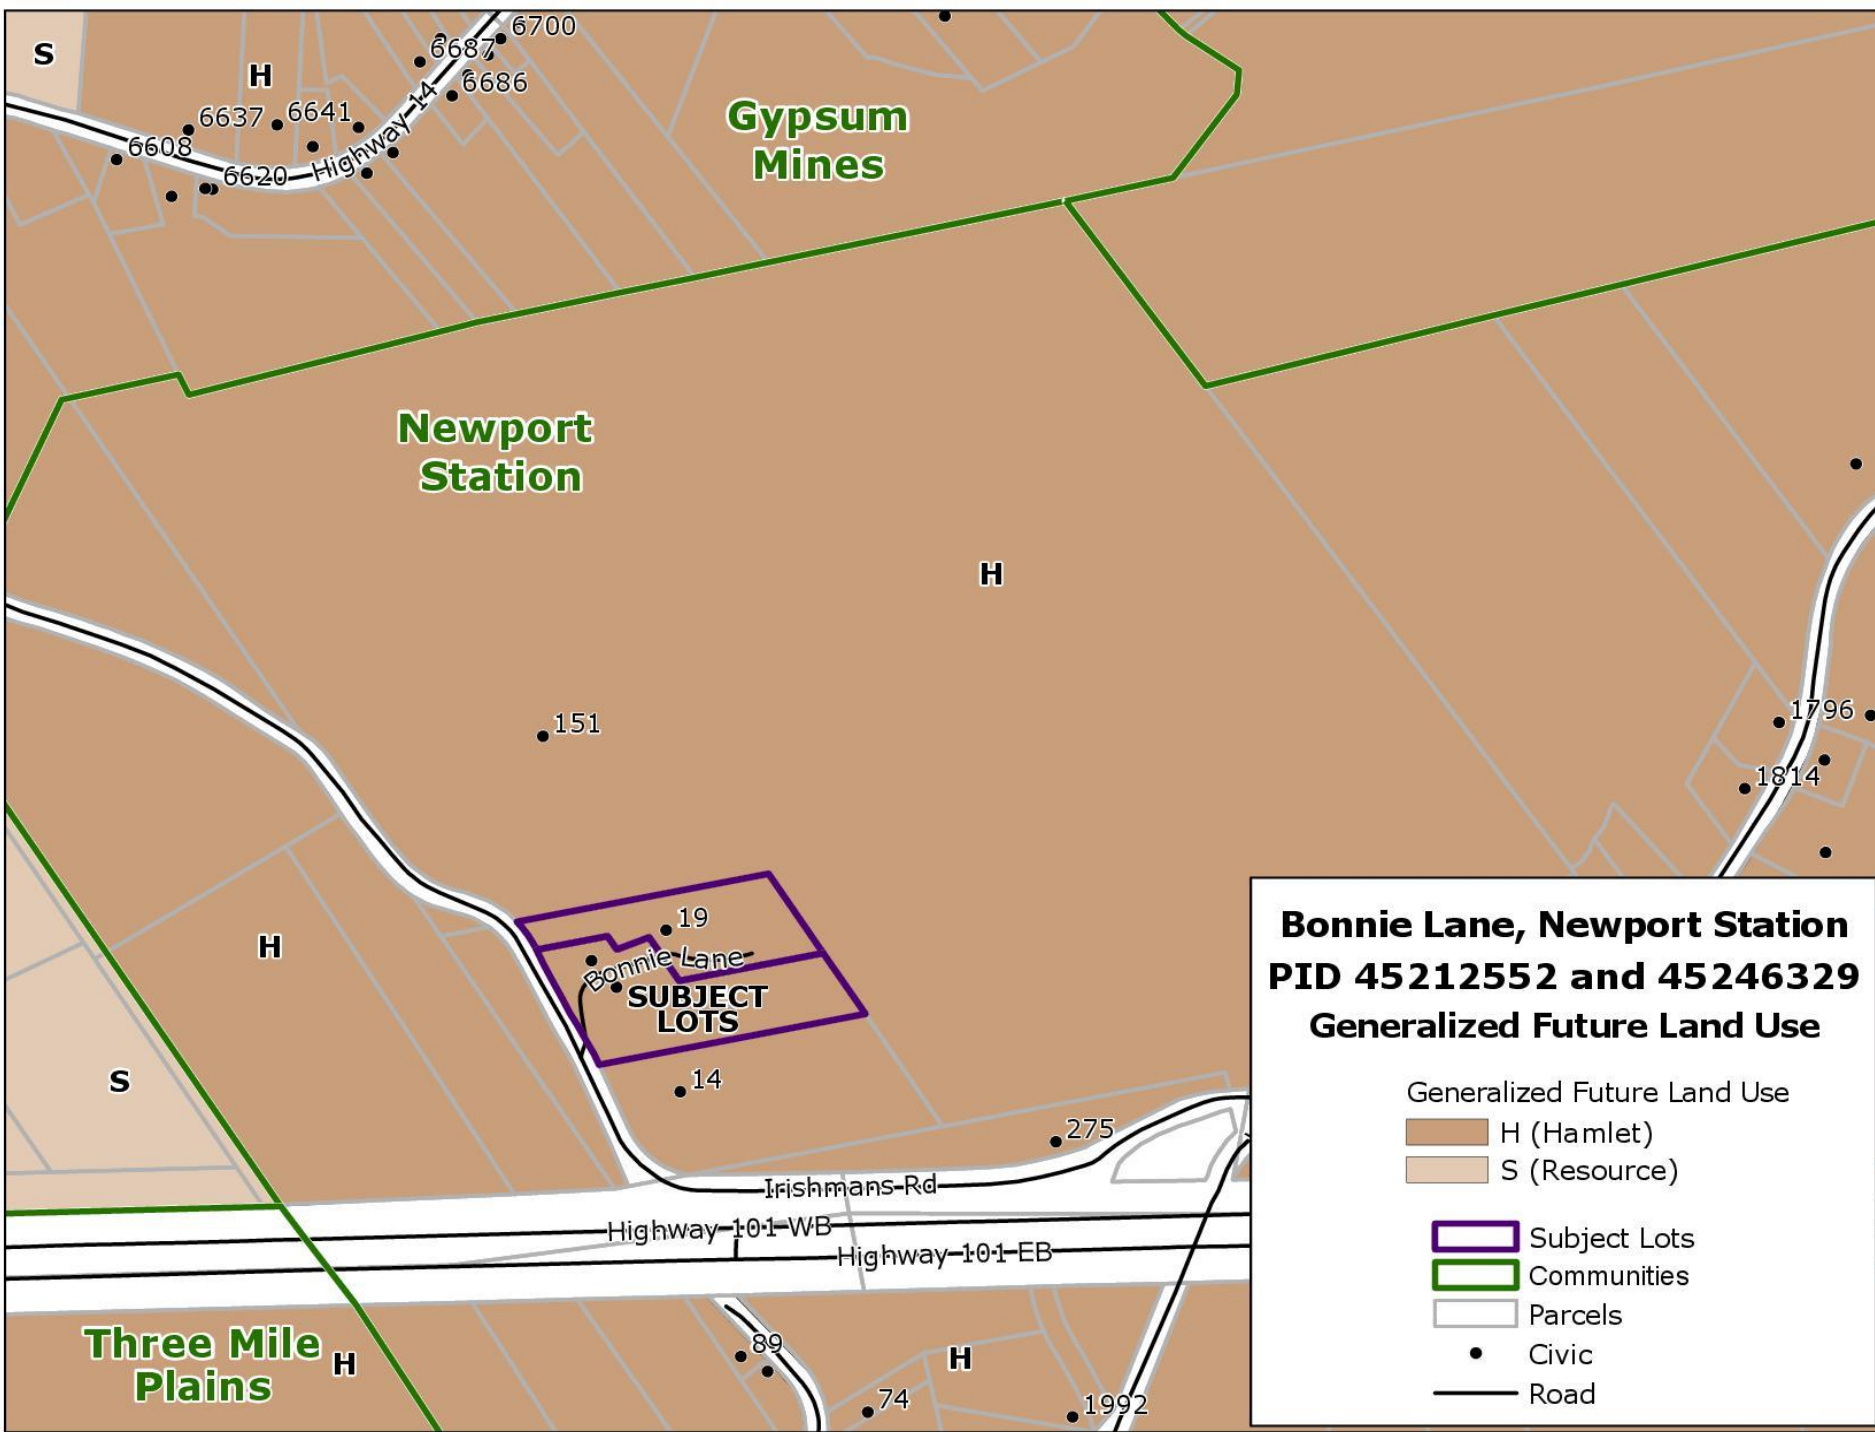 S
H
6700
6687
6686
6637
6641
6608
6620
Highway 14
Gypsum
Mines
Newport
Station
H
151
1796
1814
19
Bonnie Lane
SUBJECT
LOTS
H
S
14
275
Irishmans Rd
Highway 101 WB
Highway 101 EB
Three Mile
Plains
H
89
74
H
1992
Bonnie Lane, Newport Station
PID 45212552 and 45246329
Generalized Future Land Use
Generalized Future Land Use
H (Hamlet)
S (Resource)
Subject Lots
Communities
Parcels
Civic
Road